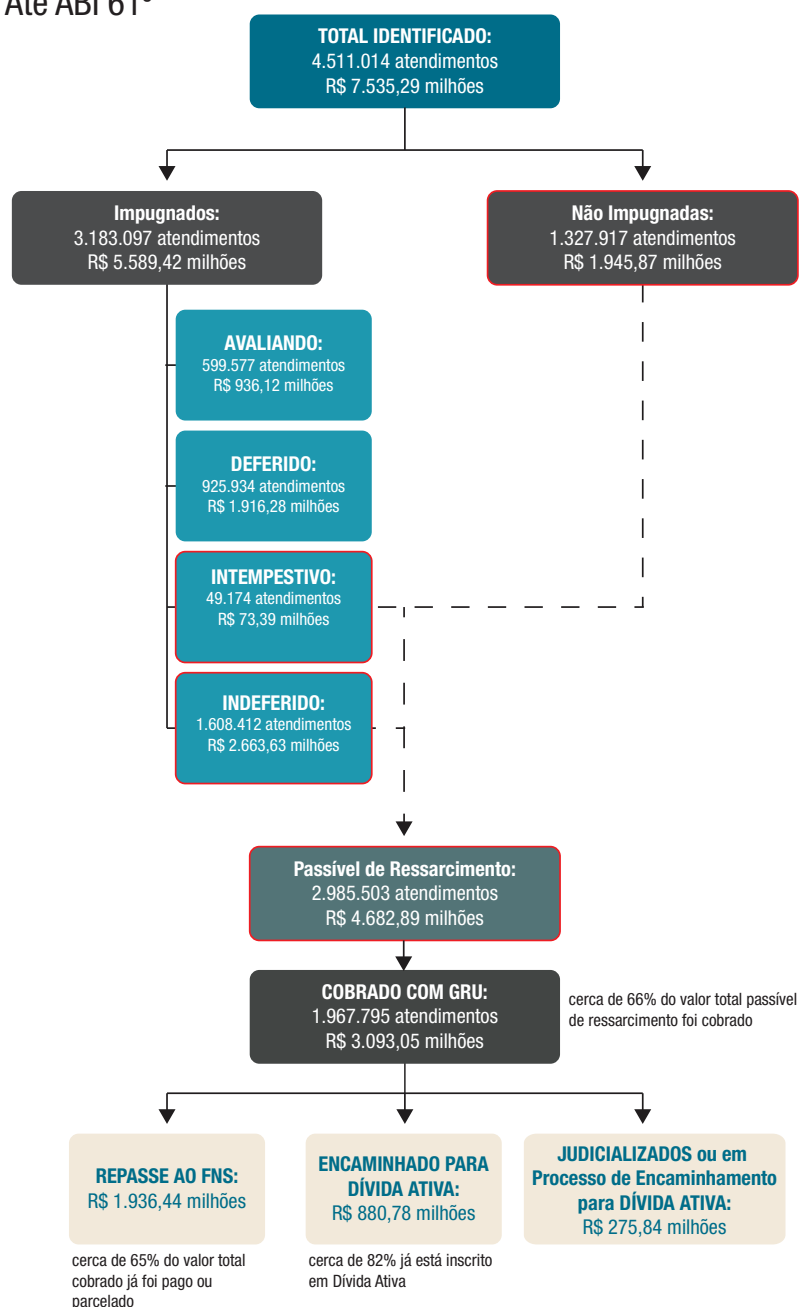 Até ABI 61º
TOTAL IDENTIFICADO:
4.511.014 atendimentos
R$ 7.535,29 milhões
Impugnados:
3.183.097 atendimentos
R$ 5.589,42 milhões
Não Impugnadas:
1.327.917 atendimentos
R$ 1.945,87 milhões
AVALIANDO:
599.577 atendimentos
R$ 936,12 milhões
DEFERIDO:
925.934 atendimentos
R$ 1.916,28 milhões
INTEMPESTIVO:
49.174 atendimentos
R$ 73,39 milhões
INDEFERIDO:
1.608.412 atendimentos
R$ 2.663,63 milhões
Passível de Ressarcimento:
2.985.503 atendimentos
R$ 4.682,89 milhões
COBRADO COM GRU:
1.967.795 atendimentos
R$ 3.093,05 milhões
cerca de 66% do valor total passível
de ressarcimento foi cobrado
REPASSE AO FNS:
R$ 1.936,44 milhões
cerca de 65% do valor total
cobrado já foi pago ou
parcelado
ENCAMINHADO PARA
DÍVIDA ATIVA:
R$ 880,78 milhões
cerca de 82% já está inscrito
em Dívida Ativa
JUDICIALIZADOS ou em
Processo de Encaminhamento
para DÍVIDA ATIVA:
R$ 275,84 milhões